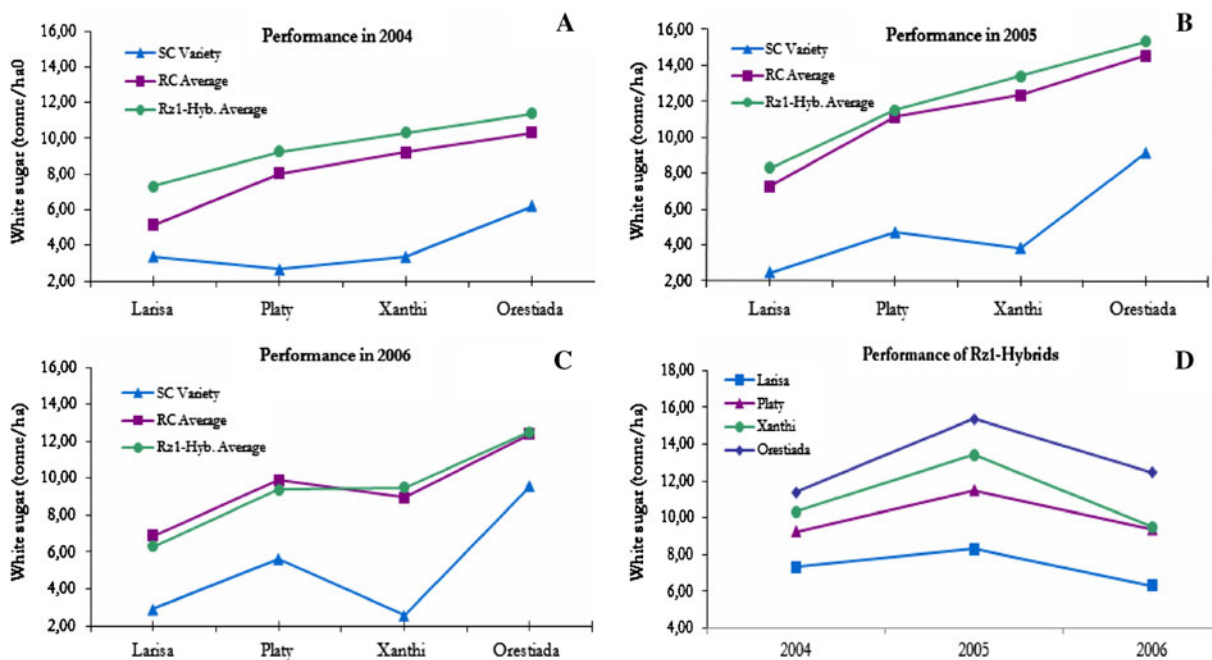 A
Performance in 2004
White sugar (tonne/ha0
16,00
14,00
12,00
10,00
8,00
6,00
4,00
2,00
SC Variety
RC Average
Rz1-Hyb. Average
Larisa Platy Xanthi Orestiada
B
Performance in 2005
White sugar (tonne/ha)
16,00
14,00
12,00
10,00
8,00
6,00
4,00
2,00
SC Variety
RC Average
Rz1-Hyb. Average
Larisa Platy Xanthi Orestiada
C
Performance in 2006
White sugar (tonne/ha)
16,00
14,00
12,00
10,00
8,00
6,00
4,00
2,00
SC Variety
RC Average
Rz1-Hyb. Average
Larisa Platy Xanthi Orestiada
D
Performance of Rz1-Hybrids
White sugar (tonne/ha)
18,00
16,00
14,00
12,00
10,00
8,00
6,00
4,00
Larisa
Platy
Xanthi
Orestiada
2004 2005 2006